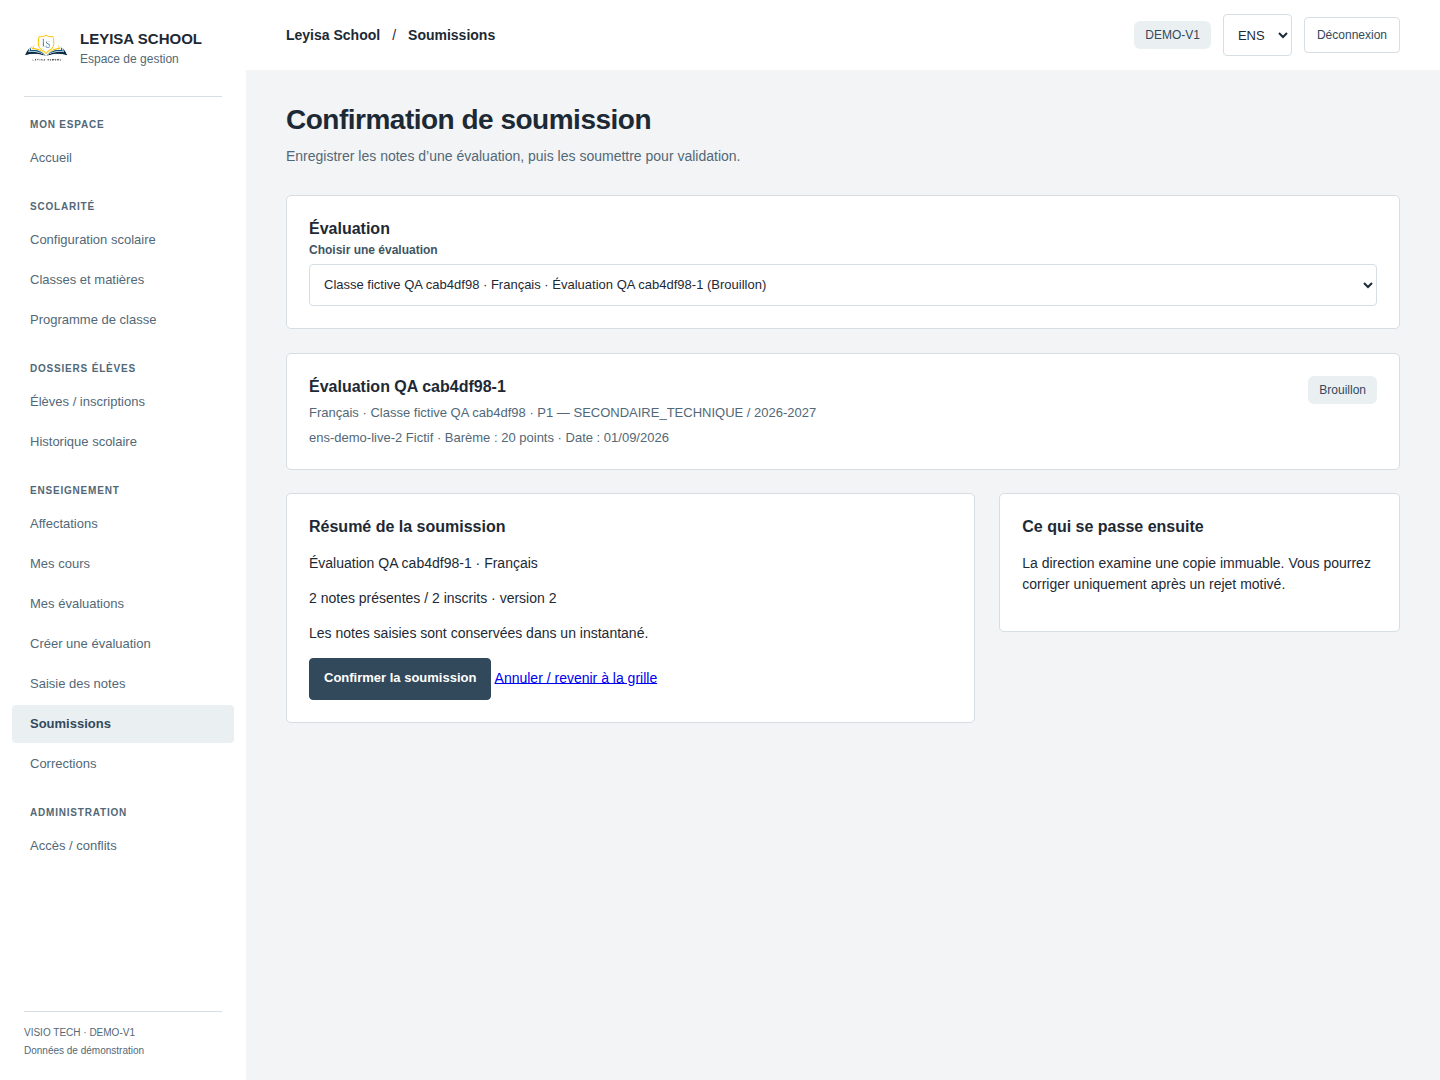 LEYISA SCHOOL
Espace de gestion
MON ESPACE
Accueil
SCOLARITÉ
Configuration scolaire
Classes et matières
Programme de classe
DOSSIERS ÉLÈVES
Élèves / inscriptions
Historique scolaire
ENSEIGNEMENT
Affectations
Mes cours
Mes évaluations
Créer une évaluation
Saisie des notes
Soumissions
Corrections
ADMINISTRATION
Accès / conflits
VISIO TECH · DEMO-V1
Données de démonstration
Leyisa School / Soumissions
DEMO-V1
ENS
Déconnexion
Confirmation de soumission
Enregistrer les notes d’une évaluation, puis les soumettre pour validation.
Évaluation
Choisir une évaluation
Classe fictive QA cab4df98 · Français · Évaluation QA cab4df98-1 (Brouillon)
Évaluation QA cab4df98-1
Brouillon
Français · Classe fictive QA cab4df98 · P1 — SECONDAIRE_TECHNIQUE / 2026-2027
ens-demo-live-2 Fictif · Barème : 20 points · Date : 01/09/2026
Résumé de la soumission
Évaluation QA cab4df98-1 · Français
2 notes présentes / 2 inscrits · version 2
Les notes saisies sont conservées dans un instantané.
Confirmer la soumission
Annuler / revenir à la grille
Ce qui se passe ensuite
La direction examine une copie immuable. Vous pourrez
corriger uniquement après un rejet motivé.